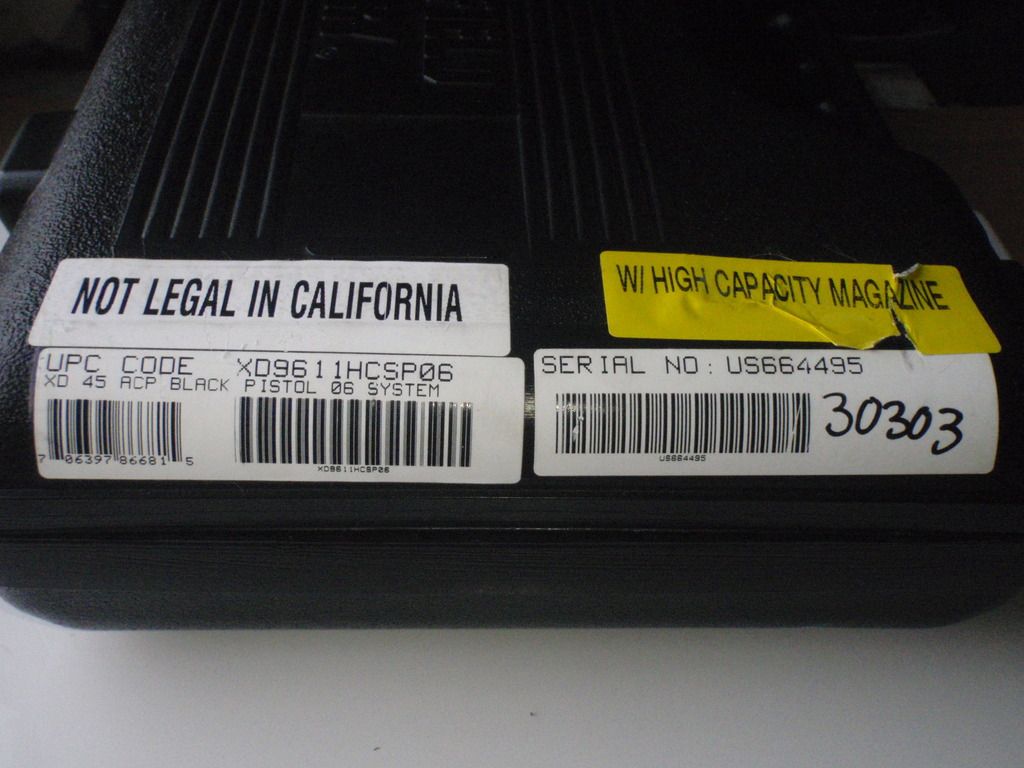 NOT LEGAL IN CALIFORNIA
W/ HIGH CAPACITY MAGAZINE
UPC CODE XD9611HCSP06
XD 45 ACP BLACK PISTOL 06 SYSTEM
7 06397 86681 5
XD9611HCSP06
SERIAL NO: US664495
30303
US664495